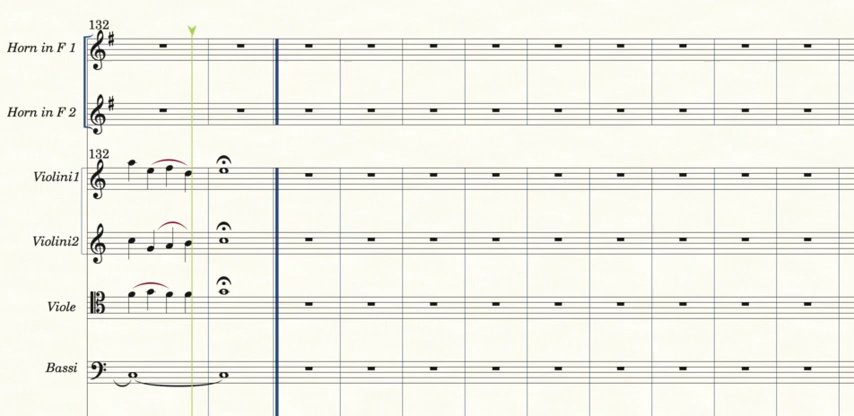 132
Horn in F 1
Horn in F 2
132
Violini1
Violini2
Viole
Bassi